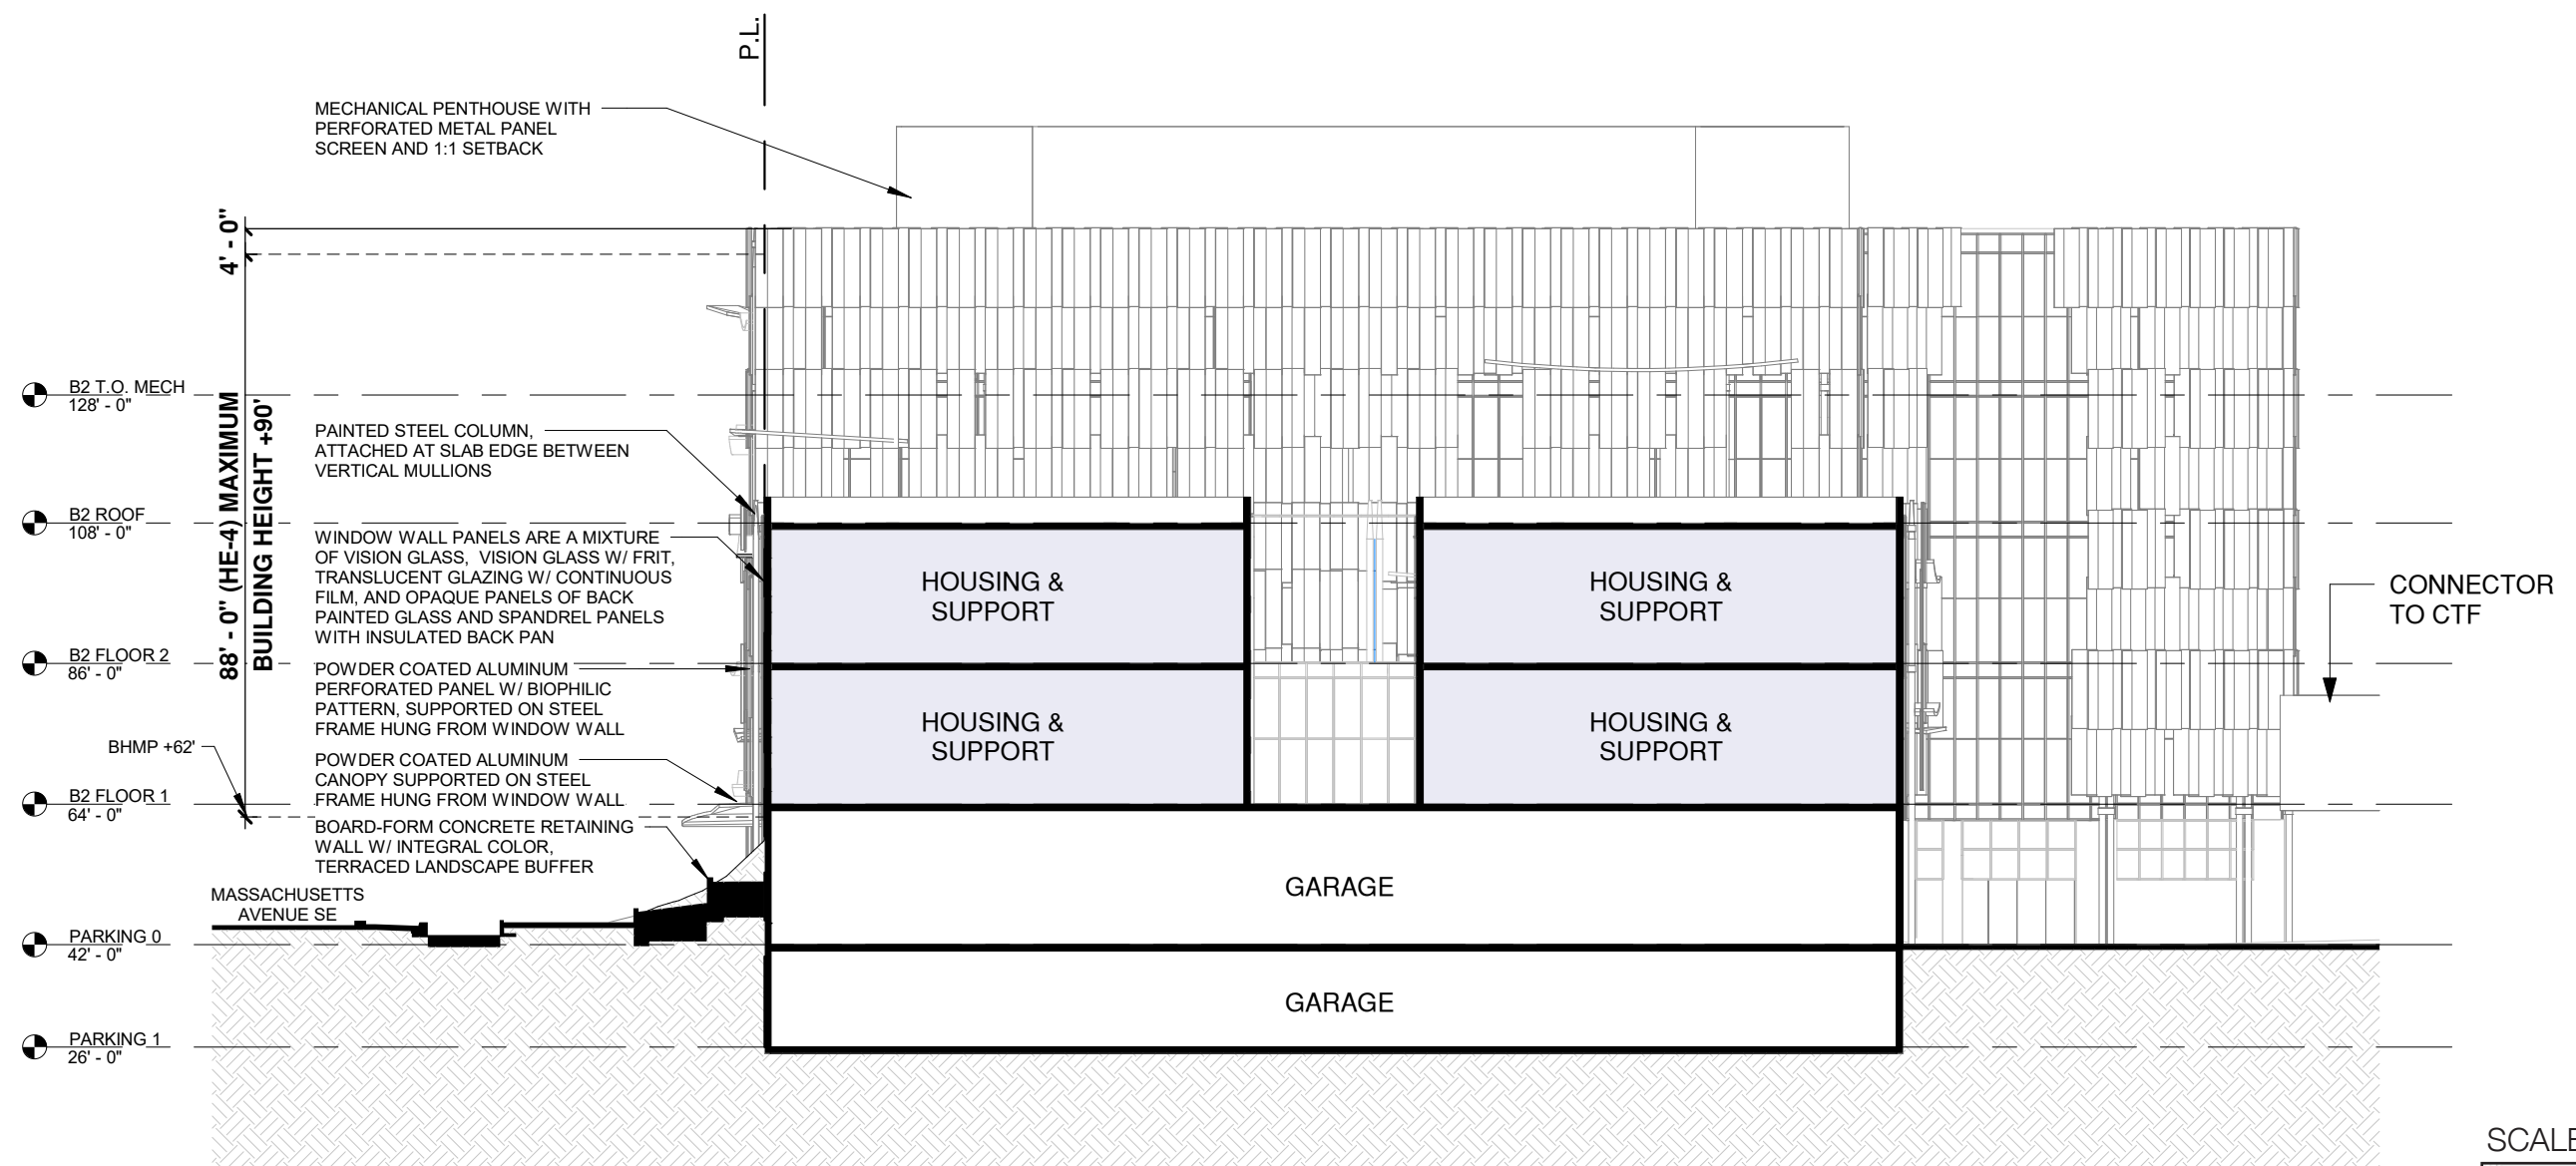 P.L.
MECHANICAL PENTHOUSE WITH
PERFORATED METAL PANEL
SCREEN AND 1:1 SETBACK
4' - 0"
88' - 0" (HE-4) MAXIMUM
BUILDING HEIGHT +90'
B2 T.O. MECH
128' - 0"
PAINTED STEEL COLUMN,
ATTACHED AT SLAB EDGE BETWEEN
VERTICAL MULLIONS
B2 ROOF
108' - 0"
WINDOW WALL PANELS ARE A MIXTURE
OF VISION GLASS, VISION GLASS W/ FRIT,
TRANSLUCENT GLAZING W/ CONTINUOUS
FILM, AND OPAQUE PANELS OF BACK
PAINTED GLASS AND SPANDREL PANELS
WITH INSULATED BACK PAN
HOUSING &
SUPPORT
HOUSING &
SUPPORT
CONNECTOR
TO CTF
B2 FLOOR 2
86' - 0"
POWDER COATED ALUMINUM
PERFORATED PANEL W/ BIOPHILIC
PATTERN, SUPPORTED ON STEEL
FRAME HUNG FROM WINDOW WALL
HOUSING &
SUPPORT
HOUSING &
SUPPORT
BHMP +62'
POWDER COATED ALUMINUM
CANOPY SUPPORTED ON STEEL
FRAME HUNG FROM WINDOW WALL
B2 FLOOR 1
64' - 0"
BOARD-FORM CONCRETE RETAINING
WALL W/ INTEGRAL COLOR,
TERRACED LANDSCAPE BUFFER
MASSACHUSETTS
AVENUE SE
GARAGE
PARKING 0
42' - 0"
GARAGE
PARKING 1
26' - 0"
SCALE